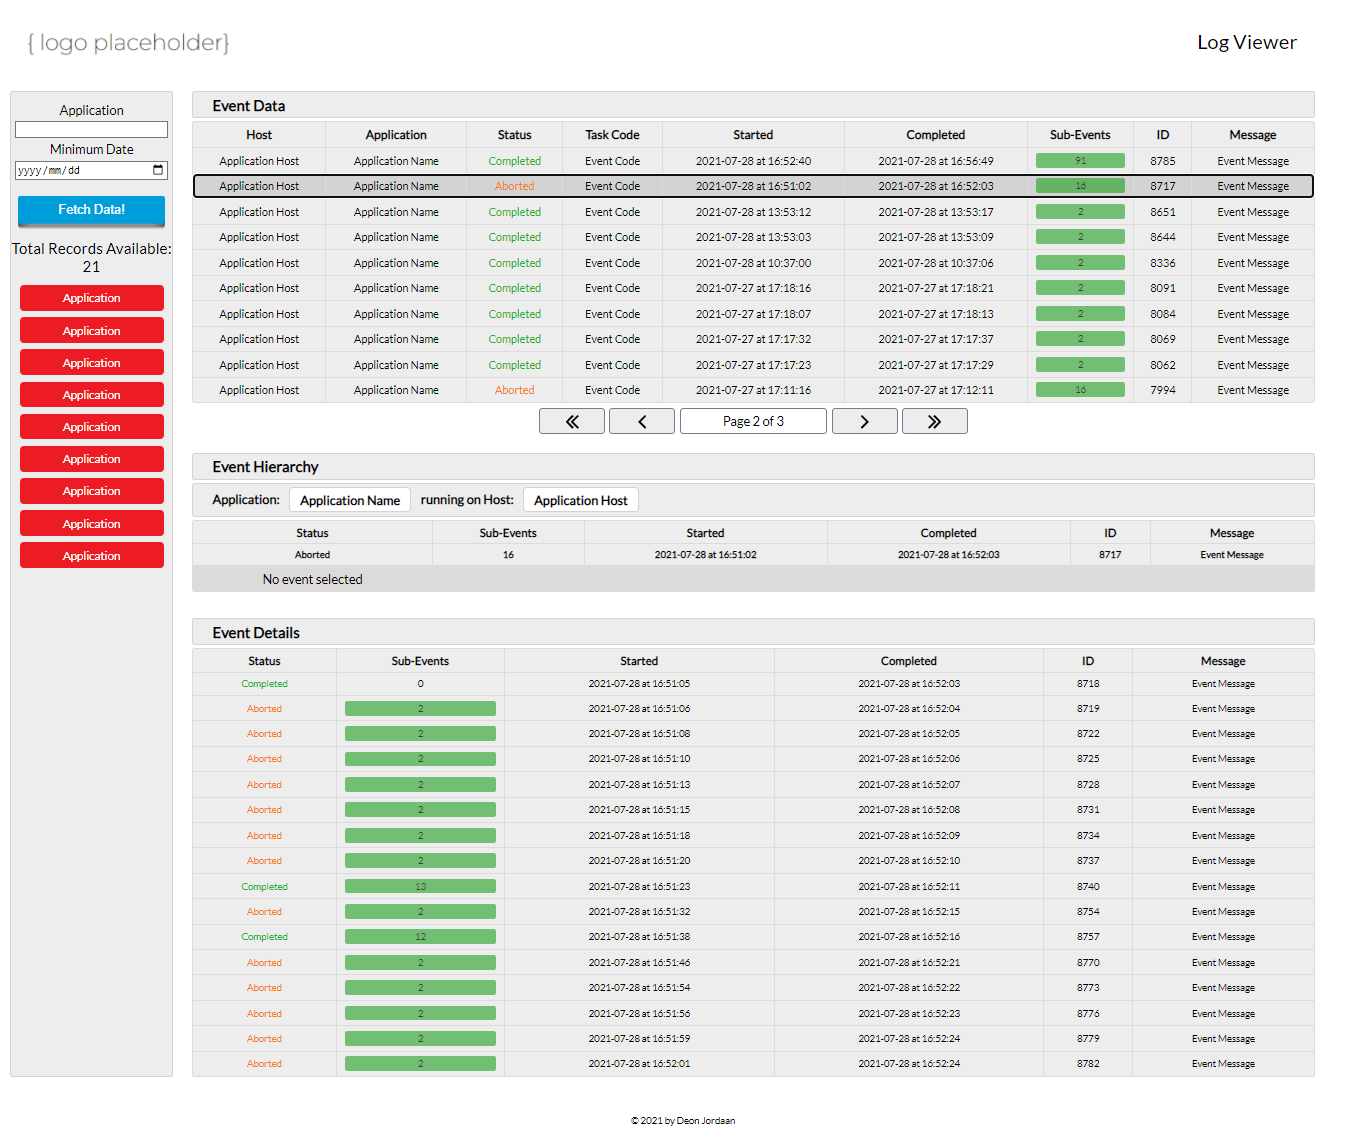 { logo placeholder}
Log Viewer
Application
Minimum Date
yyyy/mm/dd
Fetch Data!
Total Records Available:
21
Application
Application
Application
Application
Application
Application
Application
Application
Application
Event Data
Host Application Status Task Code Started Completed Sub-Events ID Message
Application Host Application Name Completed Event Code 2021-07-28 at 16:52:40 2021-07-28 at 16:56:49 91 8785 Event Message
Application Host Application Name Aborted Event Code 2021-07-28 at 16:51:02 2021-07-28 at 16:52:03 16 8717 Event Message
Application Host Application Name Completed Event Code 2021-07-28 at 13:53:12 2021-07-28 at 13:53:17 2 8651 Event Message
Application Host Application Name Completed Event Code 2021-07-28 at 13:53:03 2021-07-28 at 13:53:09 2 8644 Event Message
Application Host Application Name Completed Event Code 2021-07-28 at 10:37:00 2021-07-28 at 10:37:06 2 8336 Event Message
Application Host Application Name Completed Event Code 2021-07-27 at 17:18:16 2021-07-27 at 17:18:21 2 8091 Event Message
Application Host Application Name Completed Event Code 2021-07-27 at 17:18:07 2021-07-27 at 17:18:13 2 8084 Event Message
Application Host Application Name Completed Event Code 2021-07-27 at 17:17:32 2021-07-27 at 17:17:37 2 8069 Event Message
Application Host Application Name Completed Event Code 2021-07-27 at 17:17:23 2021-07-27 at 17:17:29 2 8062 Event Message
Application Host Application Name Aborted Event Code 2021-07-27 at 17:11:16 2021-07-27 at 17:12:11 16 7994 Event Message
Page 2 of 3
Event Hierarchy
Application: Application Name running on Host: Application Host
Status Sub-Events Started Completed ID Message
Aborted 16 2021-07-28 at 16:51:02 2021-07-28 at 16:52:03 8717 Event Message
No event selected
Event Details
Status Sub-Events Started Completed ID Message
Completed 0 2021-07-28 at 16:51:05 2021-07-28 at 16:52:03 8718 Event Message
Aborted 2 2021-07-28 at 16:51:06 2021-07-28 at 16:52:04 8719 Event Message
Aborted 2 2021-07-28 at 16:51:08 2021-07-28 at 16:52:05 8722 Event Message
Aborted 2 2021-07-28 at 16:51:10 2021-07-28 at 16:52:06 8725 Event Message
Aborted 2 2021-07-28 at 16:51:13 2021-07-28 at 16:52:07 8728 Event Message
Aborted 2 2021-07-28 at 16:51:15 2021-07-28 at 16:52:08 8731 Event Message
Aborted 2 2021-07-28 at 16:51:18 2021-07-28 at 16:52:09 8734 Event Message
Aborted 2 2021-07-28 at 16:51:20 2021-07-28 at 16:52:10 8737 Event Message
Completed 13 2021-07-28 at 16:51:23 2021-07-28 at 16:52:11 8740 Event Message
Aborted 2 2021-07-28 at 16:51:32 2021-07-28 at 16:52:15 8754 Event Message
Completed 12 2021-07-28 at 16:51:38 2021-07-28 at 16:52:16 8757 Event Message
Aborted 2 2021-07-28 at 16:51:46 2021-07-28 at 16:52:21 8770 Event Message
Aborted 2 2021-07-28 at 16:51:54 2021-07-28 at 16:52:22 8773 Event Message
Aborted 2 2021-07-28 at 16:51:56 2021-07-28 at 16:52:23 8776 Event Message
Aborted 2 2021-07-28 at 16:51:59 2021-07-28 at 16:52:24 8779 Event Message
Aborted 2 2021-07-28 at 16:52:01 2021-07-28 at 16:52:24 8782 Event Message
© 2021 by Deon Jordaan